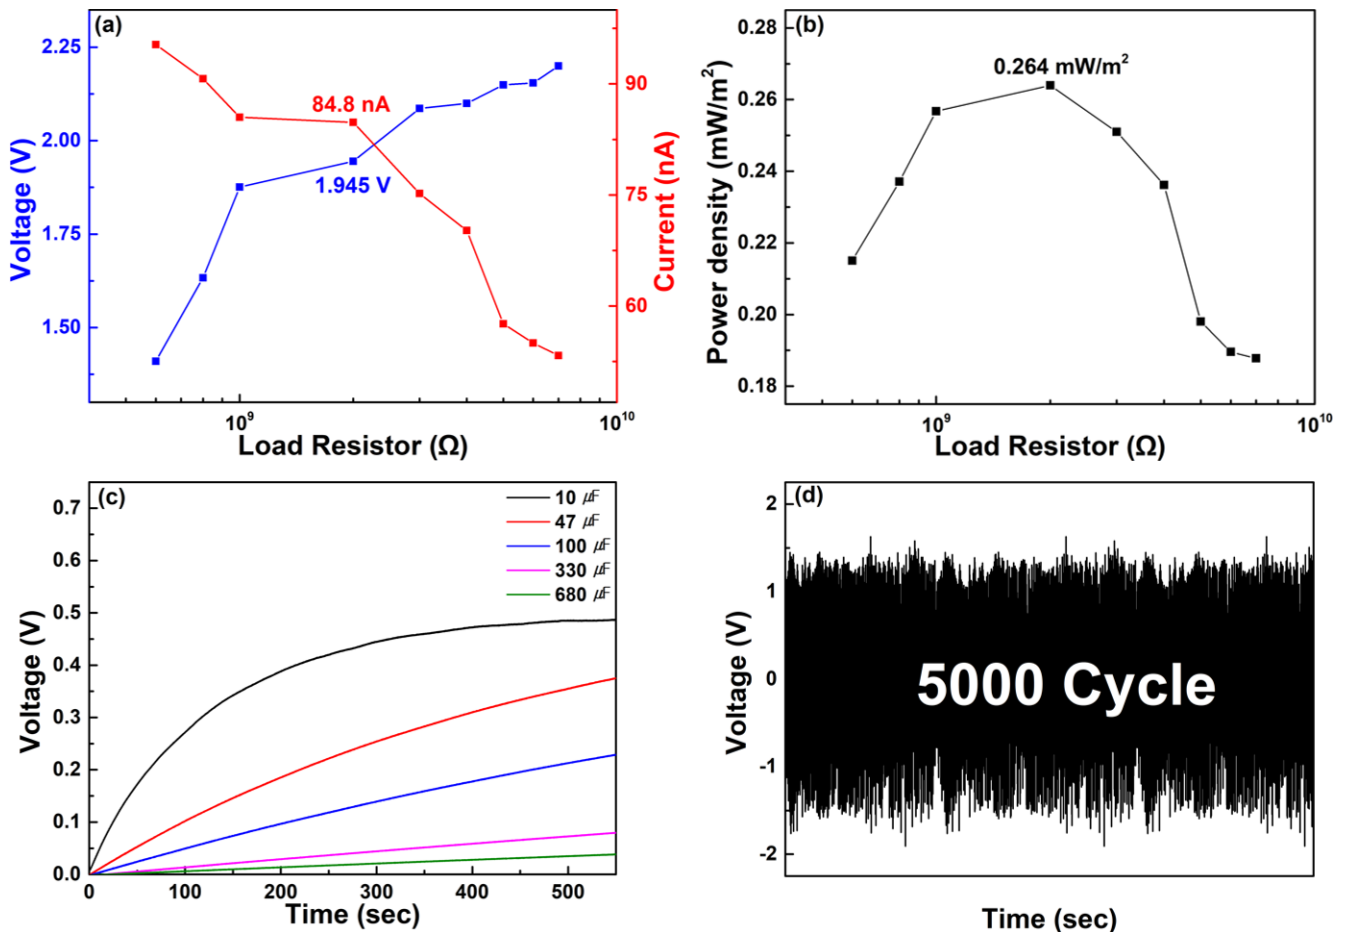 (a)
2.25
2.00
1.75
1.50
Voltage (V)
84.8 nA
1.945 V
90
75
60
Current (nA)
10⁹
10¹⁰
Load Resistor (Ω)
(b)
0.28
0.26
0.24
0.22
0.20
0.18
Power density (mW/m²)
0.264 mW/m²
10⁹
10¹⁰
Load Resistor (Ω)
(c)
0.7
0.6
0.5
0.4
0.3
0.2
0.1
0.0
Voltage (V)
10 μF
47 μF
100 μF
330 μF
680 μF
0
100
200
300
400
500
Time (sec)
(d)
2
1
0
-1
-2
Voltage (V)
5000 Cycle
Time (sec)